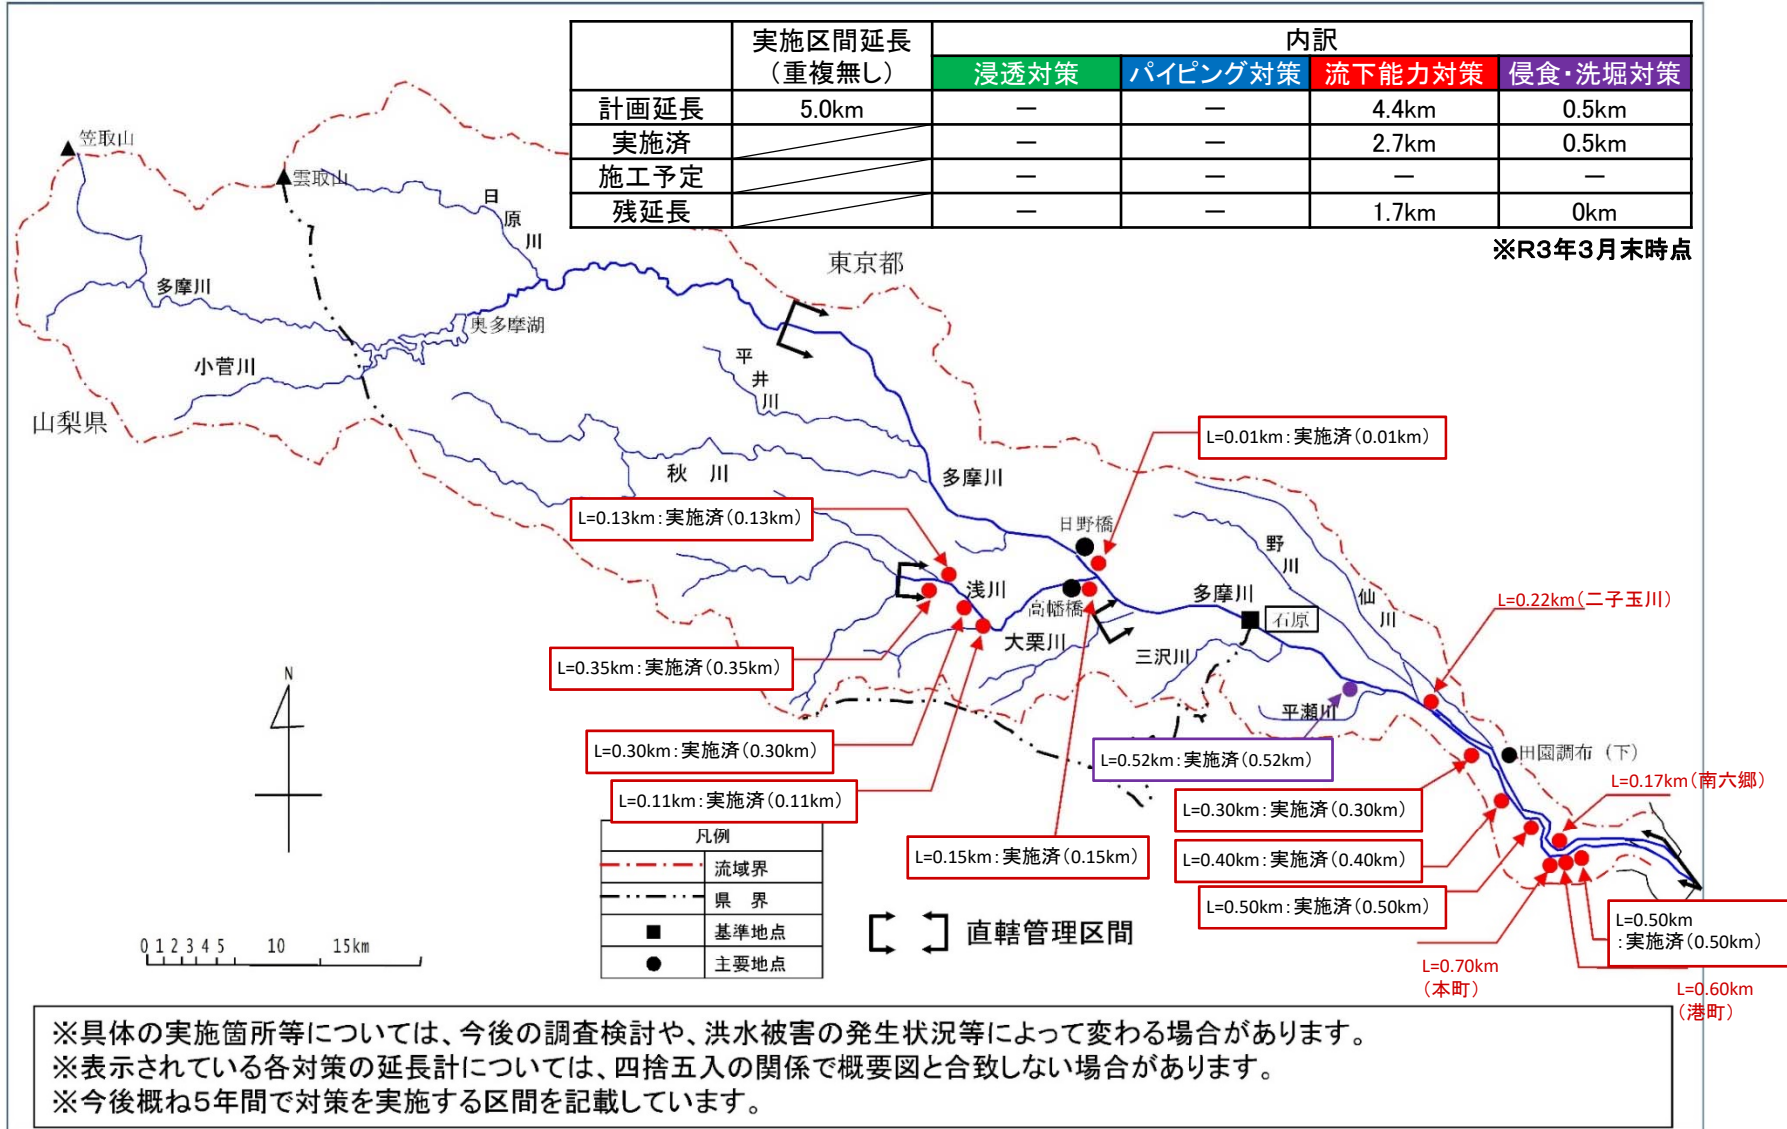 実施区間延長
(重複無し)
内訳
浸透対策
パイピング対策
流下能力対策
侵食・洗堀対策
計画延長 5.0km － － 4.4km 0.5km
実施済 － － 2.7km 0.5km
施工予定 － － － －
残延長 － － 1.7km 0km
※R3年3月末時点
笠取山
雲取山
日原川
東京都
多摩川
奥多摩湖
小菅川
山梨県
平井川
秋 川
多摩川
L=0.01km：実施済(0.01km)
L=0.13km：実施済(0.13km)
日野橋
野川
仙川
浅川
高幡橋
多摩川
石原
L=0.22km(二子玉川)
大栗川
三沢川
L=0.35km：実施済(0.35km)
平瀬川
L=0.30km：実施済(0.30km)
L=0.52km：実施済(0.52km)
田園調布 (下)
L=0.17km(南六郷)
L=0.11km：実施済(0.11km)
L=0.30km：実施済(0.30km)
L=0.15km：実施済(0.15km)
L=0.40km：実施済(0.40km)
L=0.50km：実施済(0.50km)
L=0.50km
：実施済(0.50km)
L=0.70km
(本町)
L=0.60km
(港町)
N
凡例
流域界
県 界
基準地点
主要地点
直轄管理区間
0 1 2 3 4 5 10 15km
※具体の実施箇所等については、今後の調査検討や、洪水被害の発生状況等によって変わる場合があります。
※表示されている各対策の延長計については、四捨五入の関係で概要図と合致しない場合があります。
※今後概ね５年間で対策を実施する区間を記載しています。